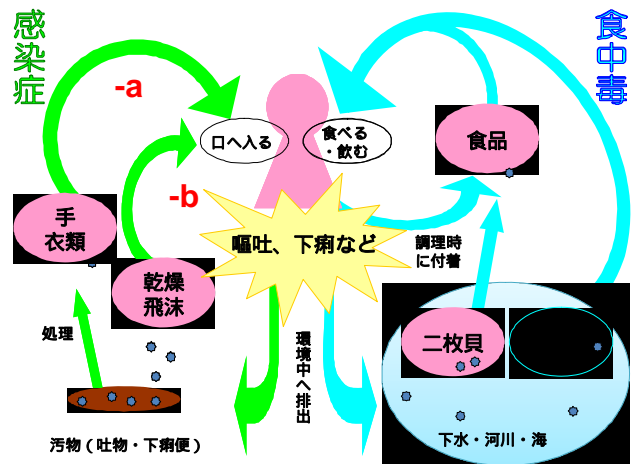 感染症
食中毒
-a
口へ入る
食べる
・飲む
食品
-b
手
衣類
嘔吐、下痢など
調理時
に付着
乾燥
飛沫
処理
環境中へ排出
二枚貝
汚物（吐物・下痢便）
下水・河川・海